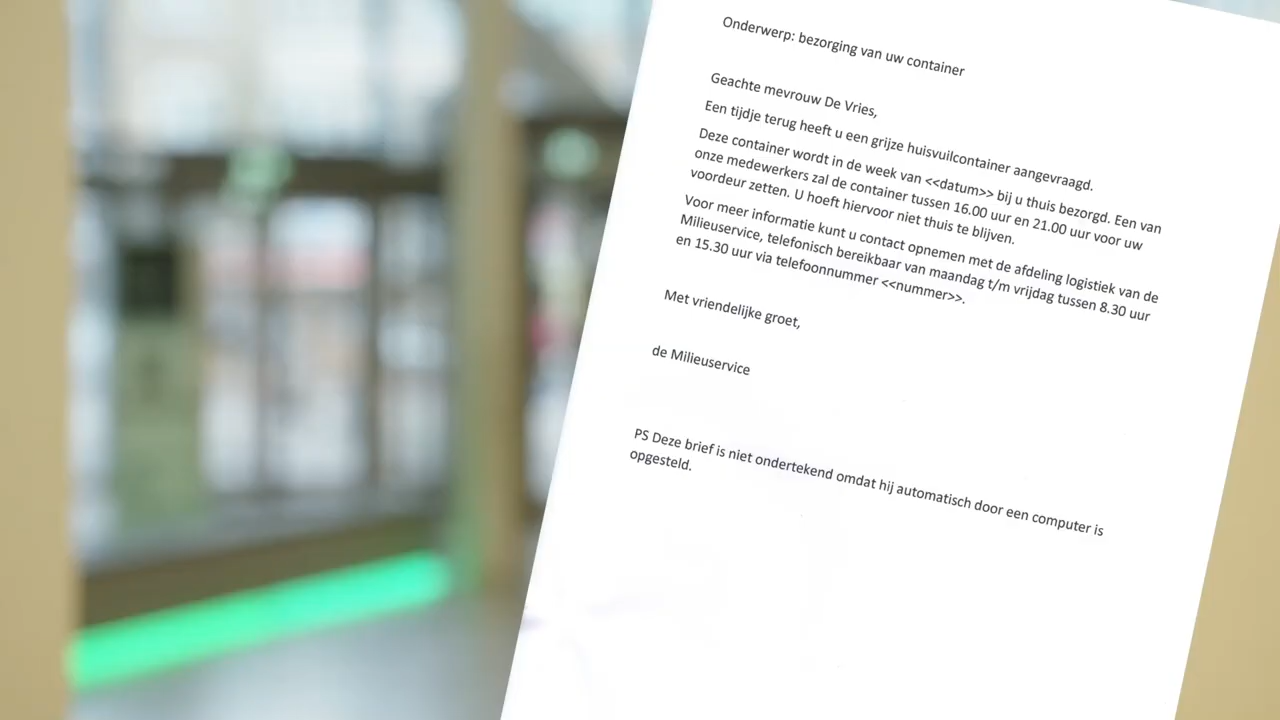 Onderwerp: bezorging van uw container
Geachte mevrouw De Vries,
Een tijdje terug heeft u een grijze huisvuilcontainer aangevraagd.
Deze container wordt in de week van <<datum>> bij u thuis bezorgd. Een van
onze medewerkers zal de container tussen 16.00 uur en 21.00 uur voor uw
voordeur zetten. U hoeft hiervoor niet thuis te blijven.
Voor meer informatie kunt u contact opnemen met de afdeling logistiek van de
Milieuservice, telefonisch bereikbaar van maandag t/m vrijdag tussen 8.30 uur
en 15.30 uur via telefoonnummer <<nummer>>.
Met vriendelijke groet,
de Milieuservice
PS Deze brief is niet ondertekend omdat hij automatisch door een computer is
opgesteld.